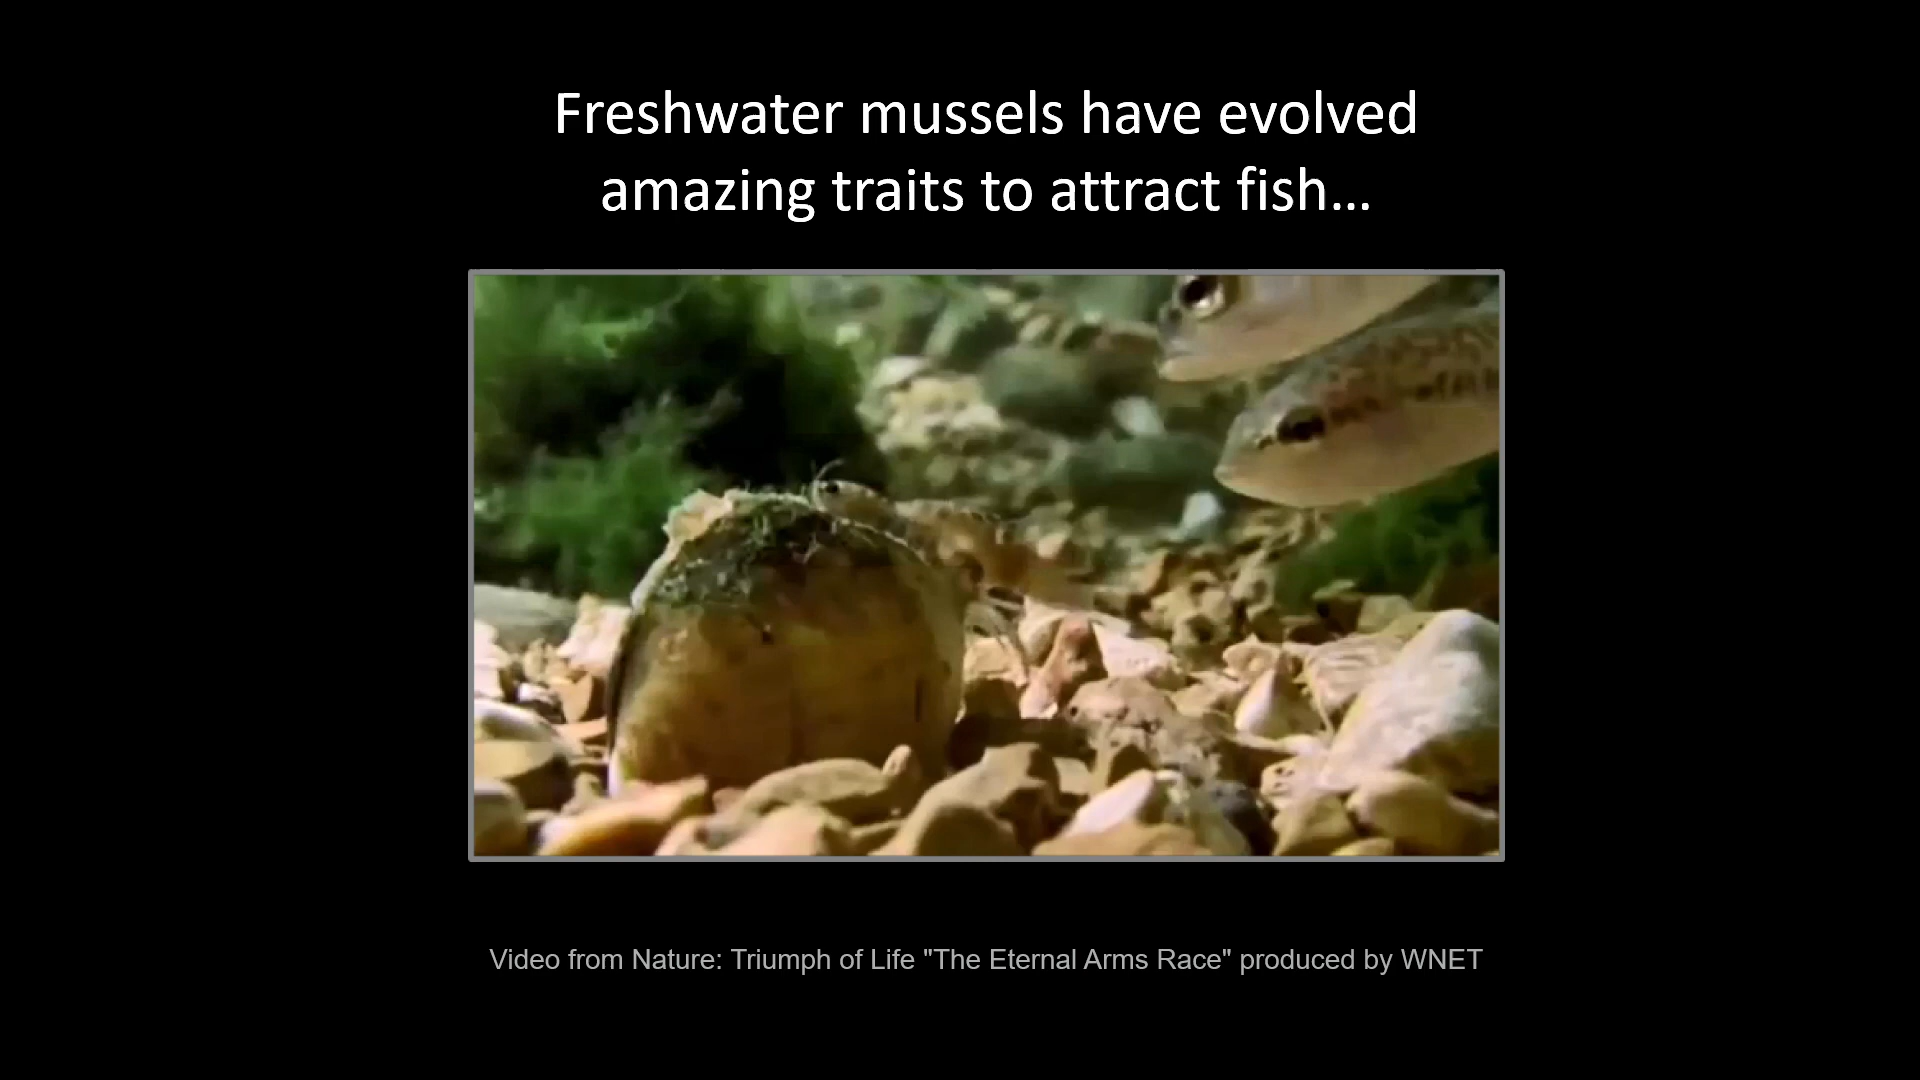 Freshwater mussels have evolved
amazing traits to attract fish...
Video from Nature: Triumph of Life "The Eternal Arms Race" produced by WNET